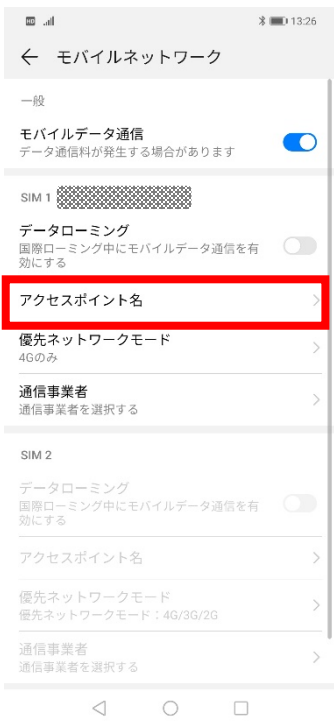 HD 13:26
モバイルネットワーク
一般
モバイルデータ通信
データ通信料が発生する場合があります
SIM 1
データローミング
国際ローミング中にモバイルデータ通信を有
効にする
アクセスポイント名
優先ネットワークモード
4Gのみ
通信事業者
通信事業者を選択する
SIM 2
データローミング
国際ローミング中にモバイルデータ通信を有
効にする
アクセスポイント名
優先ネットワークモード
優先ネットワークモード：4G/3G/2G
通信事業者
通信事業者を選択する